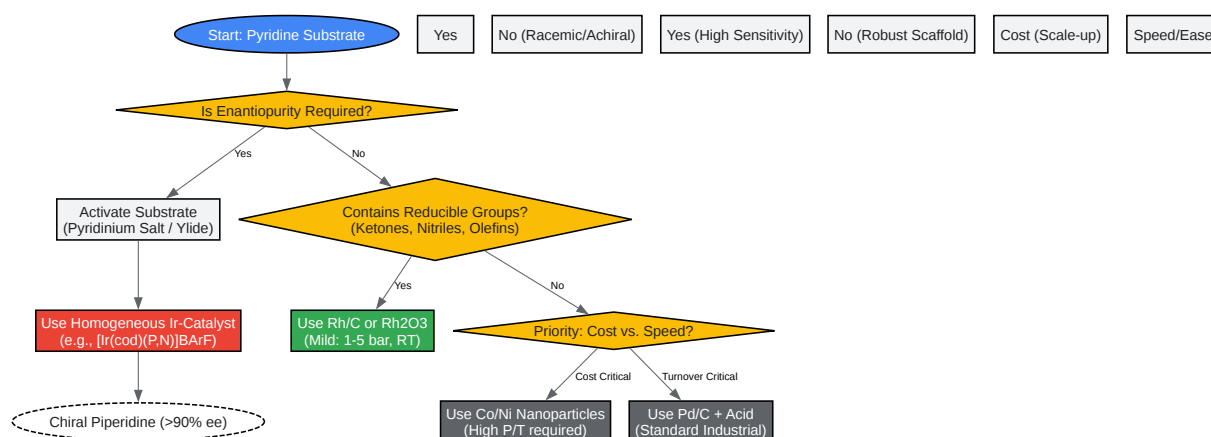 Start: Pyridine Substrate
Yes
No (Racemic/Achiral)
Yes (High Sensitivity)
No (Robust Scaffold)
Cost (Scale-up)
Speed/Ease
Is Enantiopurity Required?
Yes
No
Activate Substrate
(Pyridinium Salt / Ylide)
Contains Reducible Groups?
(Ketones, Nitriles, Olefins)
Yes
No
Use Homogeneous Ir-Catalyst
(e.g., [Ir(cod)(P,N)]BArF)
Use Rh/C or Rh2O3
(Mild: 1-5 bar, RT)
Priority: Cost vs. Speed?
Cost Critical
Turnover Critical
Chiral Piperidine (>90% ee)
Use Co/Ni Nanoparticles
(High P/T required)
Use Pd/C + Acid
(Standard Industrial)